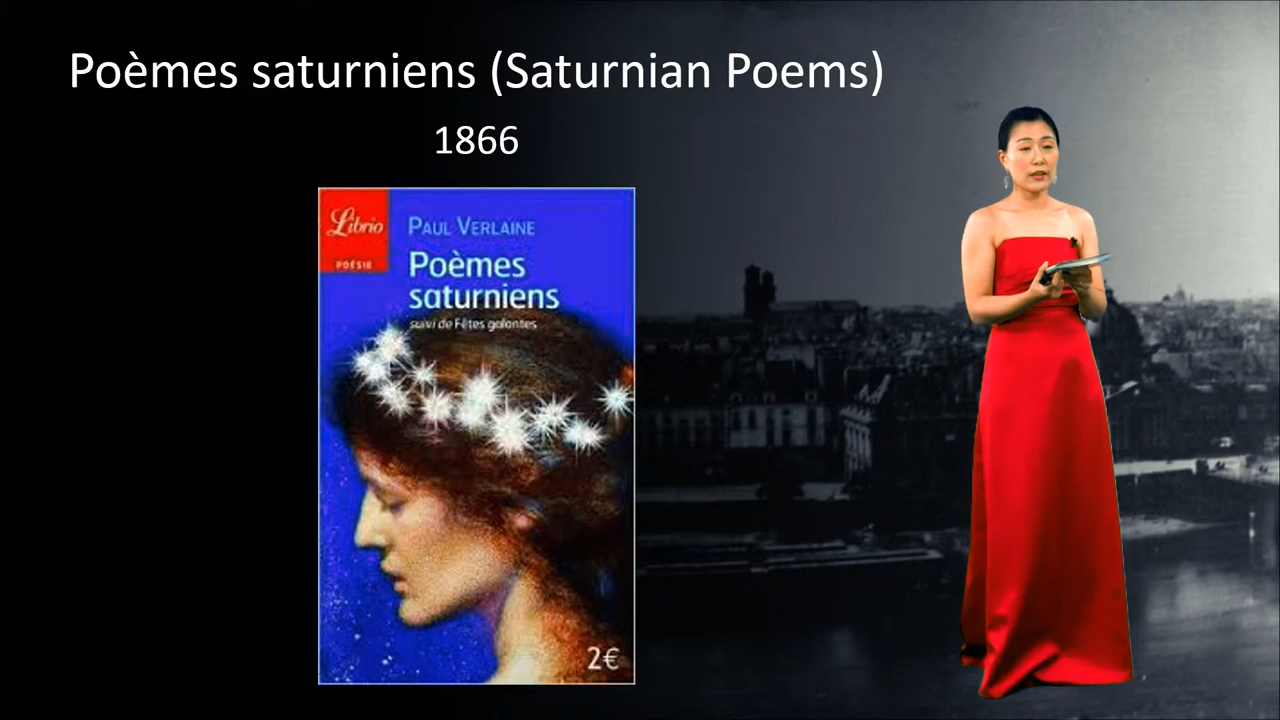 Poèmes saturniens (Saturnian Poems)
1866
Librio
POÉSIE
PAUL VERLAINE
Poèmes
saturniens
suivi de Fêtes galantes
2€